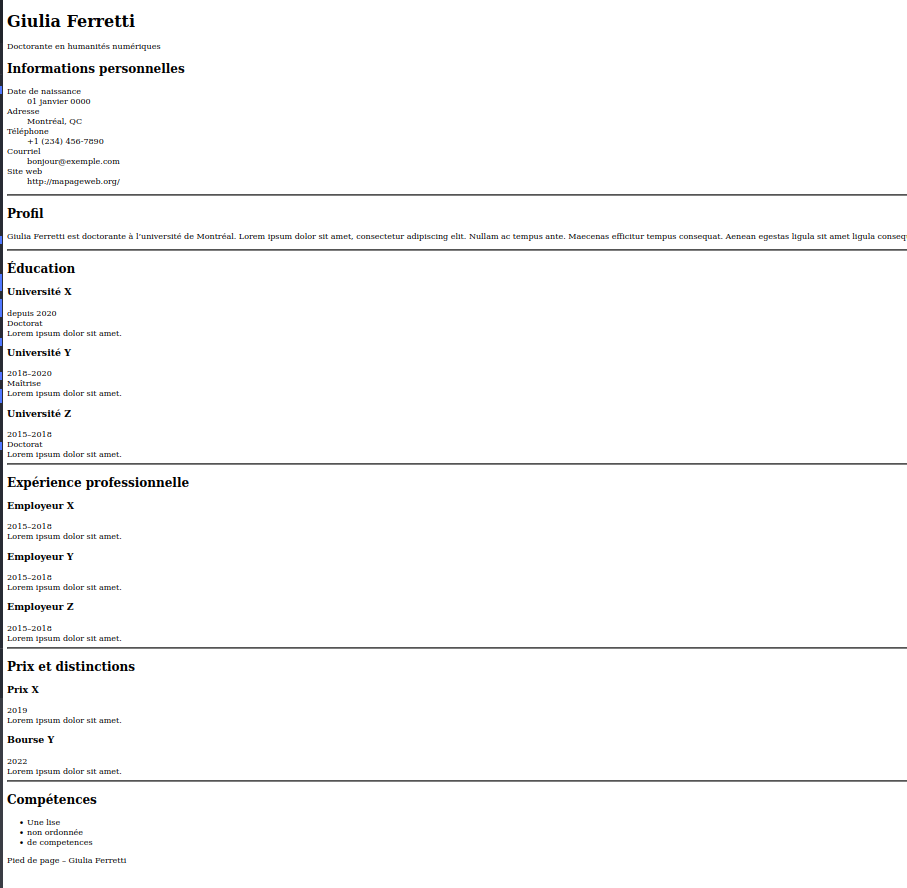 Giulia Ferretti
Doctorante en humanités numériques
Informations personnelles
Date de naissance
01 janvier 0000
Adresse
Montréal, QC
Téléphone
+1 (234) 456-7890
Courriel
bonjour@exemple.com
Site web
http://mapageweb.org/
Profil
Giulia Ferretti est doctorante à l'université de Montréal. Lorem ipsum dolor sit amet, consectetur adipiscing elit. Nullam ac tempus ante. Maecenas efficitur tempus consequat. Aenean egestas ligula sit amet ligula conseq
Éducation
Université X
depuis 2020
Doctorat
Lorem ipsum dolor sit amet.
Université Y
2018–2020
Maîtrise
Lorem ipsum dolor sit amet.
Université Z
2015–2018
Doctorat
Lorem ipsum dolor sit amet.
Expérience professionnelle
Employeur X
2015–2018
Lorem ipsum dolor sit amet.
Employeur Y
2015–2018
Lorem ipsum dolor sit amet.
Employeur Z
2015–2018
Lorem ipsum dolor sit amet.
Prix et distinctions
Prix X
2019
Lorem ipsum dolor sit amet.
Bourse Y
2022
Lorem ipsum dolor sit amet.
Compétences
• Une lise
• non ordonnée
• de competences
Pied de page – Giulia Ferretti